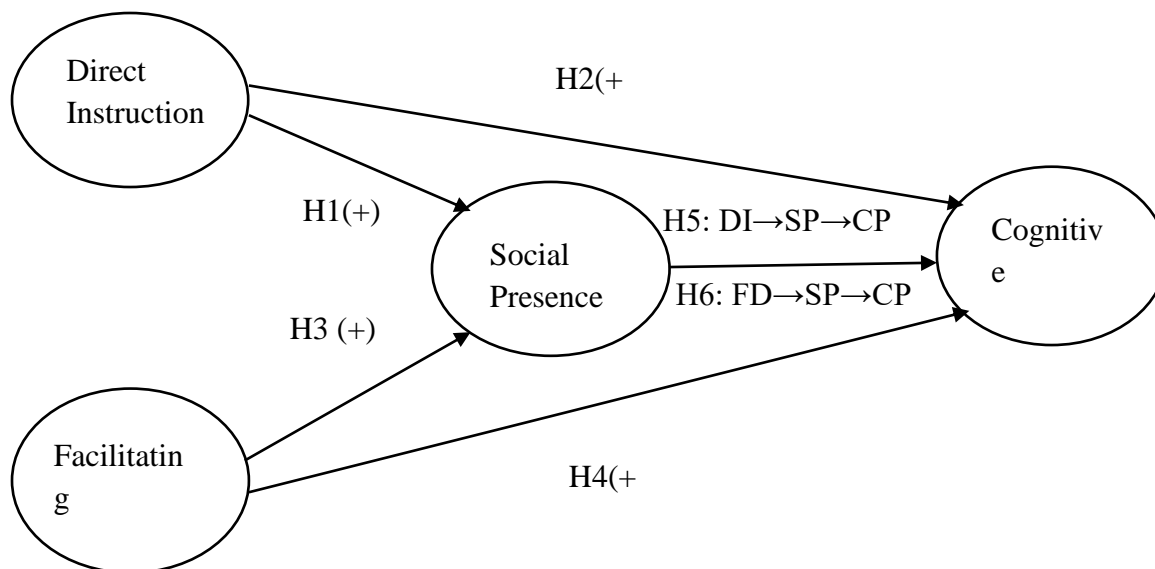 Direct
Instruction
H2(+
H1(+)
H5: DI→SP→CP
Social
Presence
Cognitiv
e
H6: FD→SP→CP
H3 (+)
Facilitatin
g
H4(+